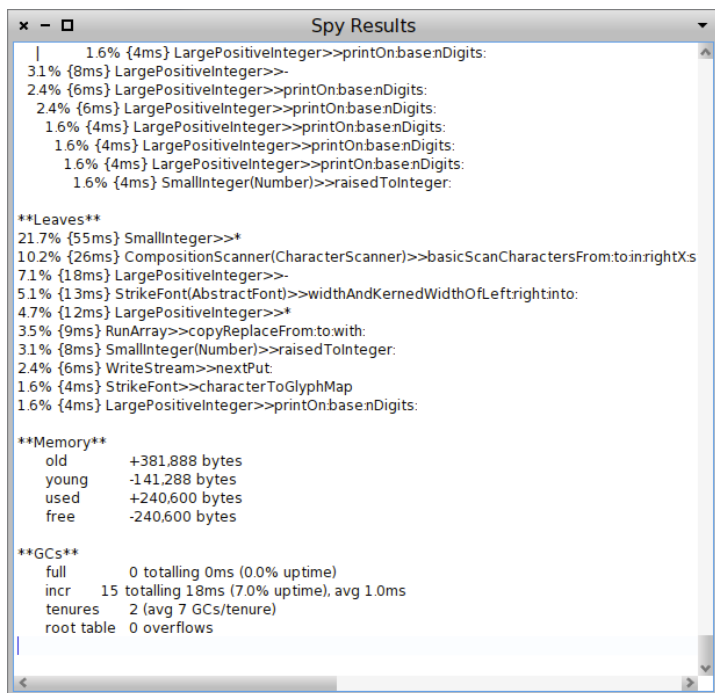 Spy Results
| 1.6% {4ms} LargePositiveInteger>>printOn:base:nDigits:
3.1% {8ms} LargePositiveInteger>>-
2.4% {6ms} LargePositiveInteger>>printOn:base:nDigits:
2.4% {6ms} LargePositiveInteger>>printOn:base:nDigits:
1.6% {4ms} LargePositiveInteger>>printOn:base:nDigits:
1.6% {4ms} LargePositiveInteger>>printOn:base:nDigits:
1.6% {4ms} LargePositiveInteger>>printOn:base:nDigits:
1.6% {4ms} SmallInteger(Number)>>raisedToInteger:
**Leaves**
21.7% {55ms} SmallInteger>>*
10.2% {26ms} CompositionScanner(CharacterScanner)>>basicScanCharactersFrom:to:in:rightX:s
7.1% {18ms} LargePositiveInteger>>-
5.1% {13ms} StrikeFont(AbstractFont)>>widthAndKernedWidthOfLeft:right:into:
4.7% {12ms} LargePositiveInteger>>*
3.5% {9ms} RunArray>>copyReplaceFrom:to:with:
3.1% {8ms} SmallInteger(Number)>>raisedToInteger:
2.4% {6ms} WriteStream>>nextPut:
1.6% {4ms} StrikeFont>>characterToGlyphMap
1.6% {4ms} LargePositiveInteger>>printOn:base:nDigits:
**Memory**
old +381,888 bytes
young -141,288 bytes
used +240,600 bytes
free -240,600 bytes
**GCs**
full 0 totalling 0ms (0.0% uptime)
incr 15 totalling 18ms (7.0% uptime), avg 1.0ms
tenures 2 (avg 7 GCs/tenure)
root table 0 overflows